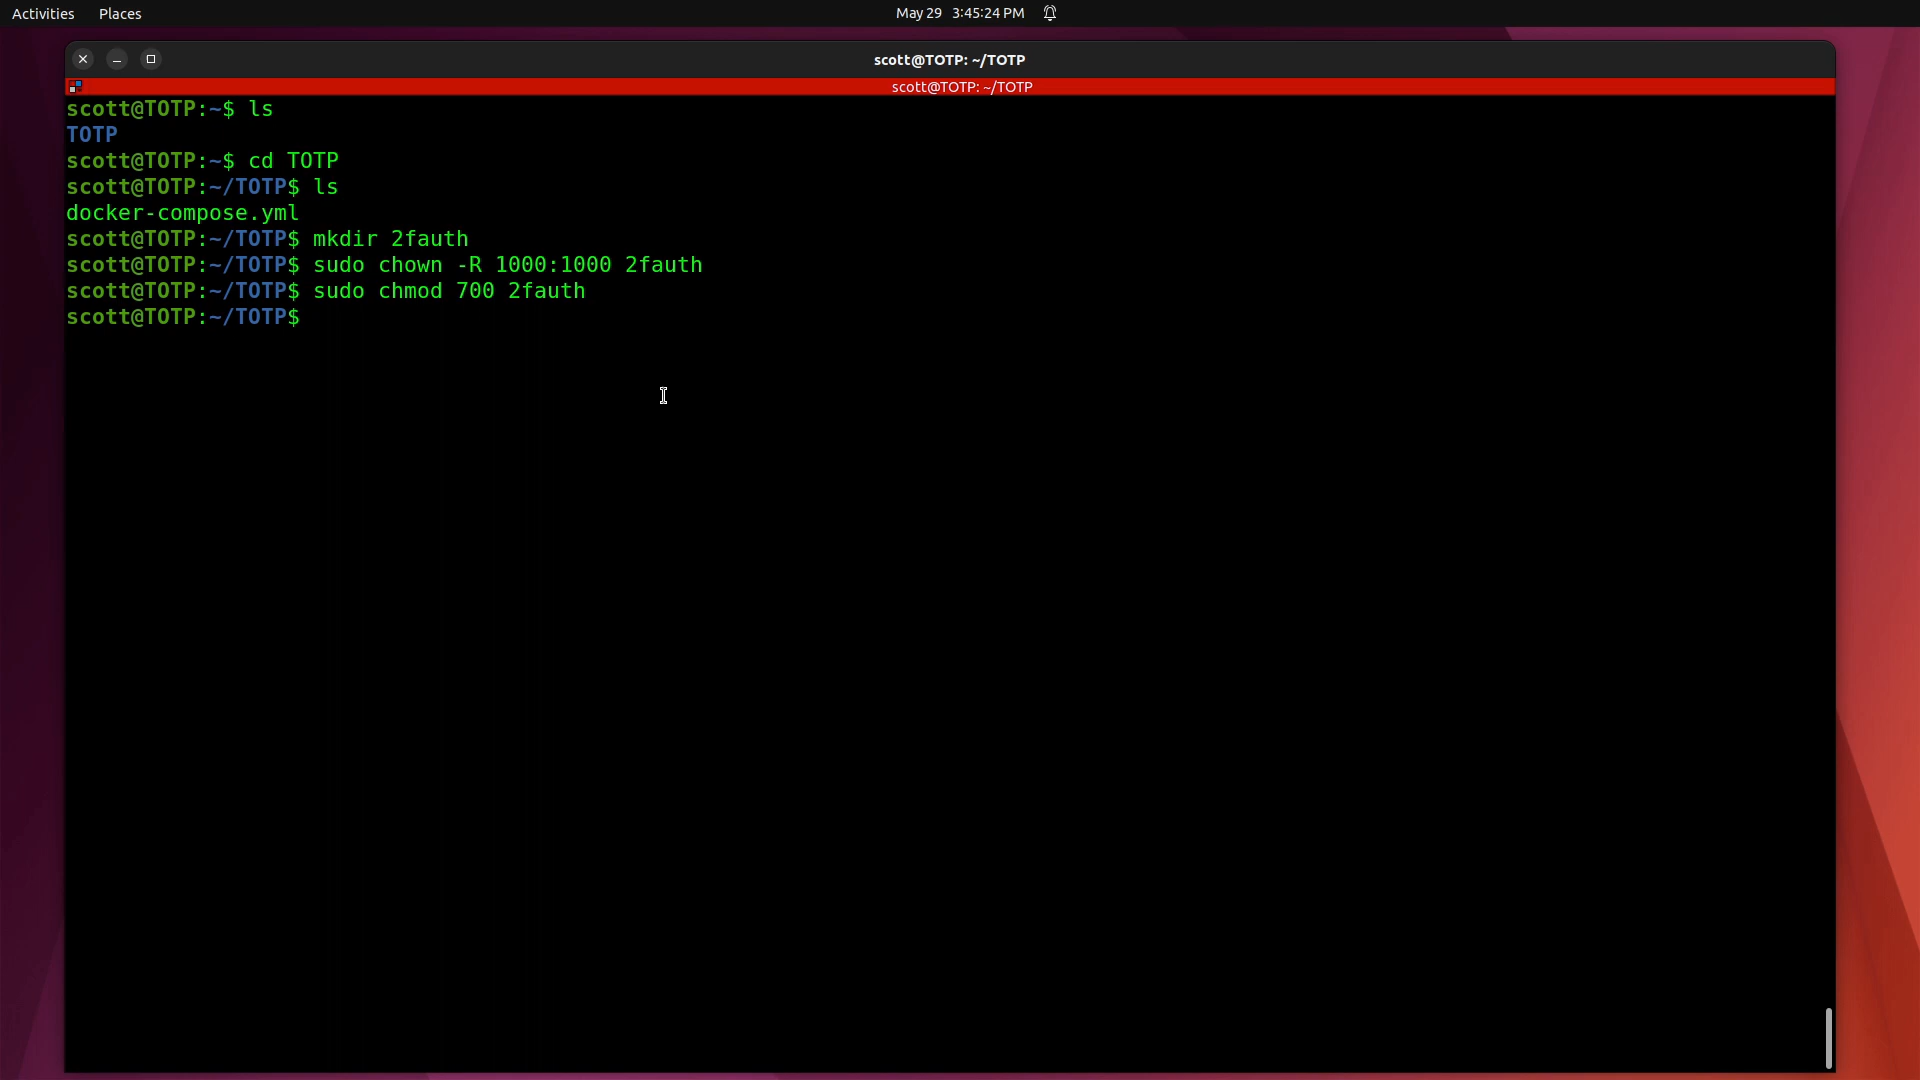 Activities Places May 29 3:45:24 PM
scott@TOTP: ~/TOTP
scott@TOTP: ~/TOTP
scott@TOTP:~$ ls
TOTP
scott@TOTP:~$ cd TOTP
scott@TOTP:~/TOTP$ ls
docker-compose.yml
scott@TOTP:~/TOTP$ mkdir 2fauth
scott@TOTP:~/TOTP$ sudo chown -R 1000:1000 2fauth
scott@TOTP:~/TOTP$ sudo chmod 700 2fauth
scott@TOTP:~/TOTP$